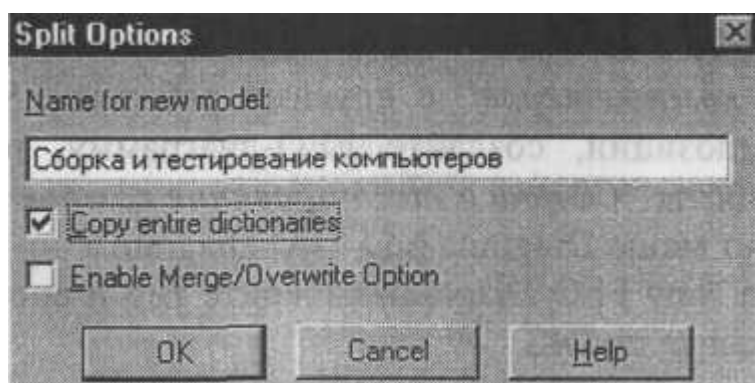 Split Options
Name for new model:
Сборка и тестирование компьютеров
Copy entire dictionaries
Enable Merge/Overwrite Option
OK Cancel Help